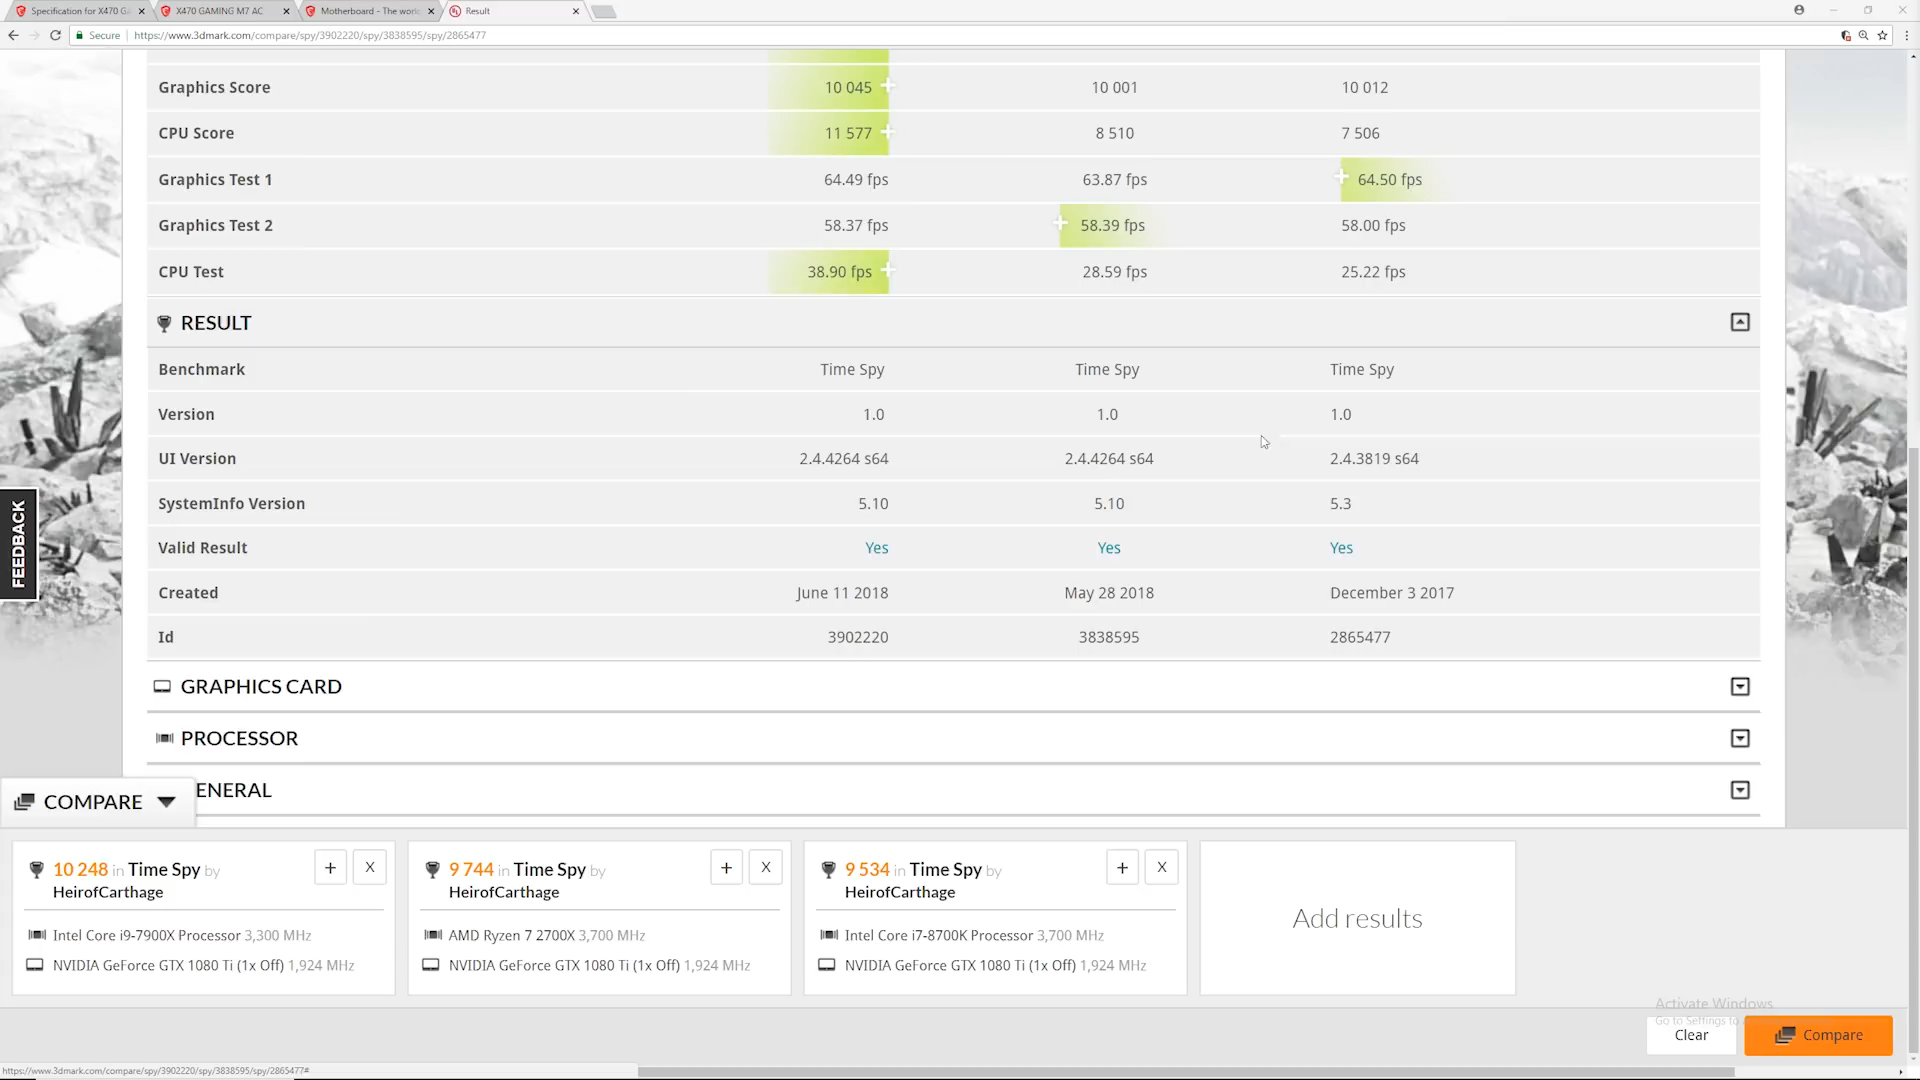 Specification for X470 GA
X470 GAMING M7 AC
Motherboard - The worl
Result
Secure
https://www.3dmark.com/compare/spy/3902220/spy/3838595/spy/2865477
Graphics Score 10 045 10 001 10 012
CPU Score 11 577 8 510 7 506
Graphics Test 1 64.49 fps 63.87 fps 64.50 fps
Graphics Test 2 58.37 fps 58.39 fps 58.00 fps
CPU Test 38.90 fps 28.59 fps 25.22 fps
RESULT
Benchmark Time Spy Time Spy Time Spy
Version 1.0 1.0 1.0
UI Version 2.4.4264 s64 2.4.4264 s64 2.4.3819 s64
SystemInfo Version 5.10 5.10 5.3
Valid Result Yes Yes Yes
Created June 11 2018 May 28 2018 December 3 2017
Id 3902220 3838595 2865477
FEEDBACK
GRAPHICS CARD
PROCESSOR
ENERAL
COMPARE
10 248 in Time Spy by
HeirofCarthage
+ X
Intel Core i9-7900X Processor 3,300 MHz
NVIDIA GeForce GTX 1080 Ti (1x Off) 1,924 MHz
9 744 in Time Spy by
HeirofCarthage
+ X
AMD Ryzen 7 2700X 3,700 MHz
NVIDIA GeForce GTX 1080 Ti (1x Off) 1,924 MHz
9 534 in Time Spy by
HeirofCarthage
+ X
Intel Core i7-8700K Processor 3,700 MHz
NVIDIA GeForce GTX 1080 Ti (1x Off) 1,924 MHz
Add results
Activate Windows
Go to Settings to
Clear
Compare
https://www.3dmark.com/compare/spy/3902220/spy/3838595/spy/2865477#